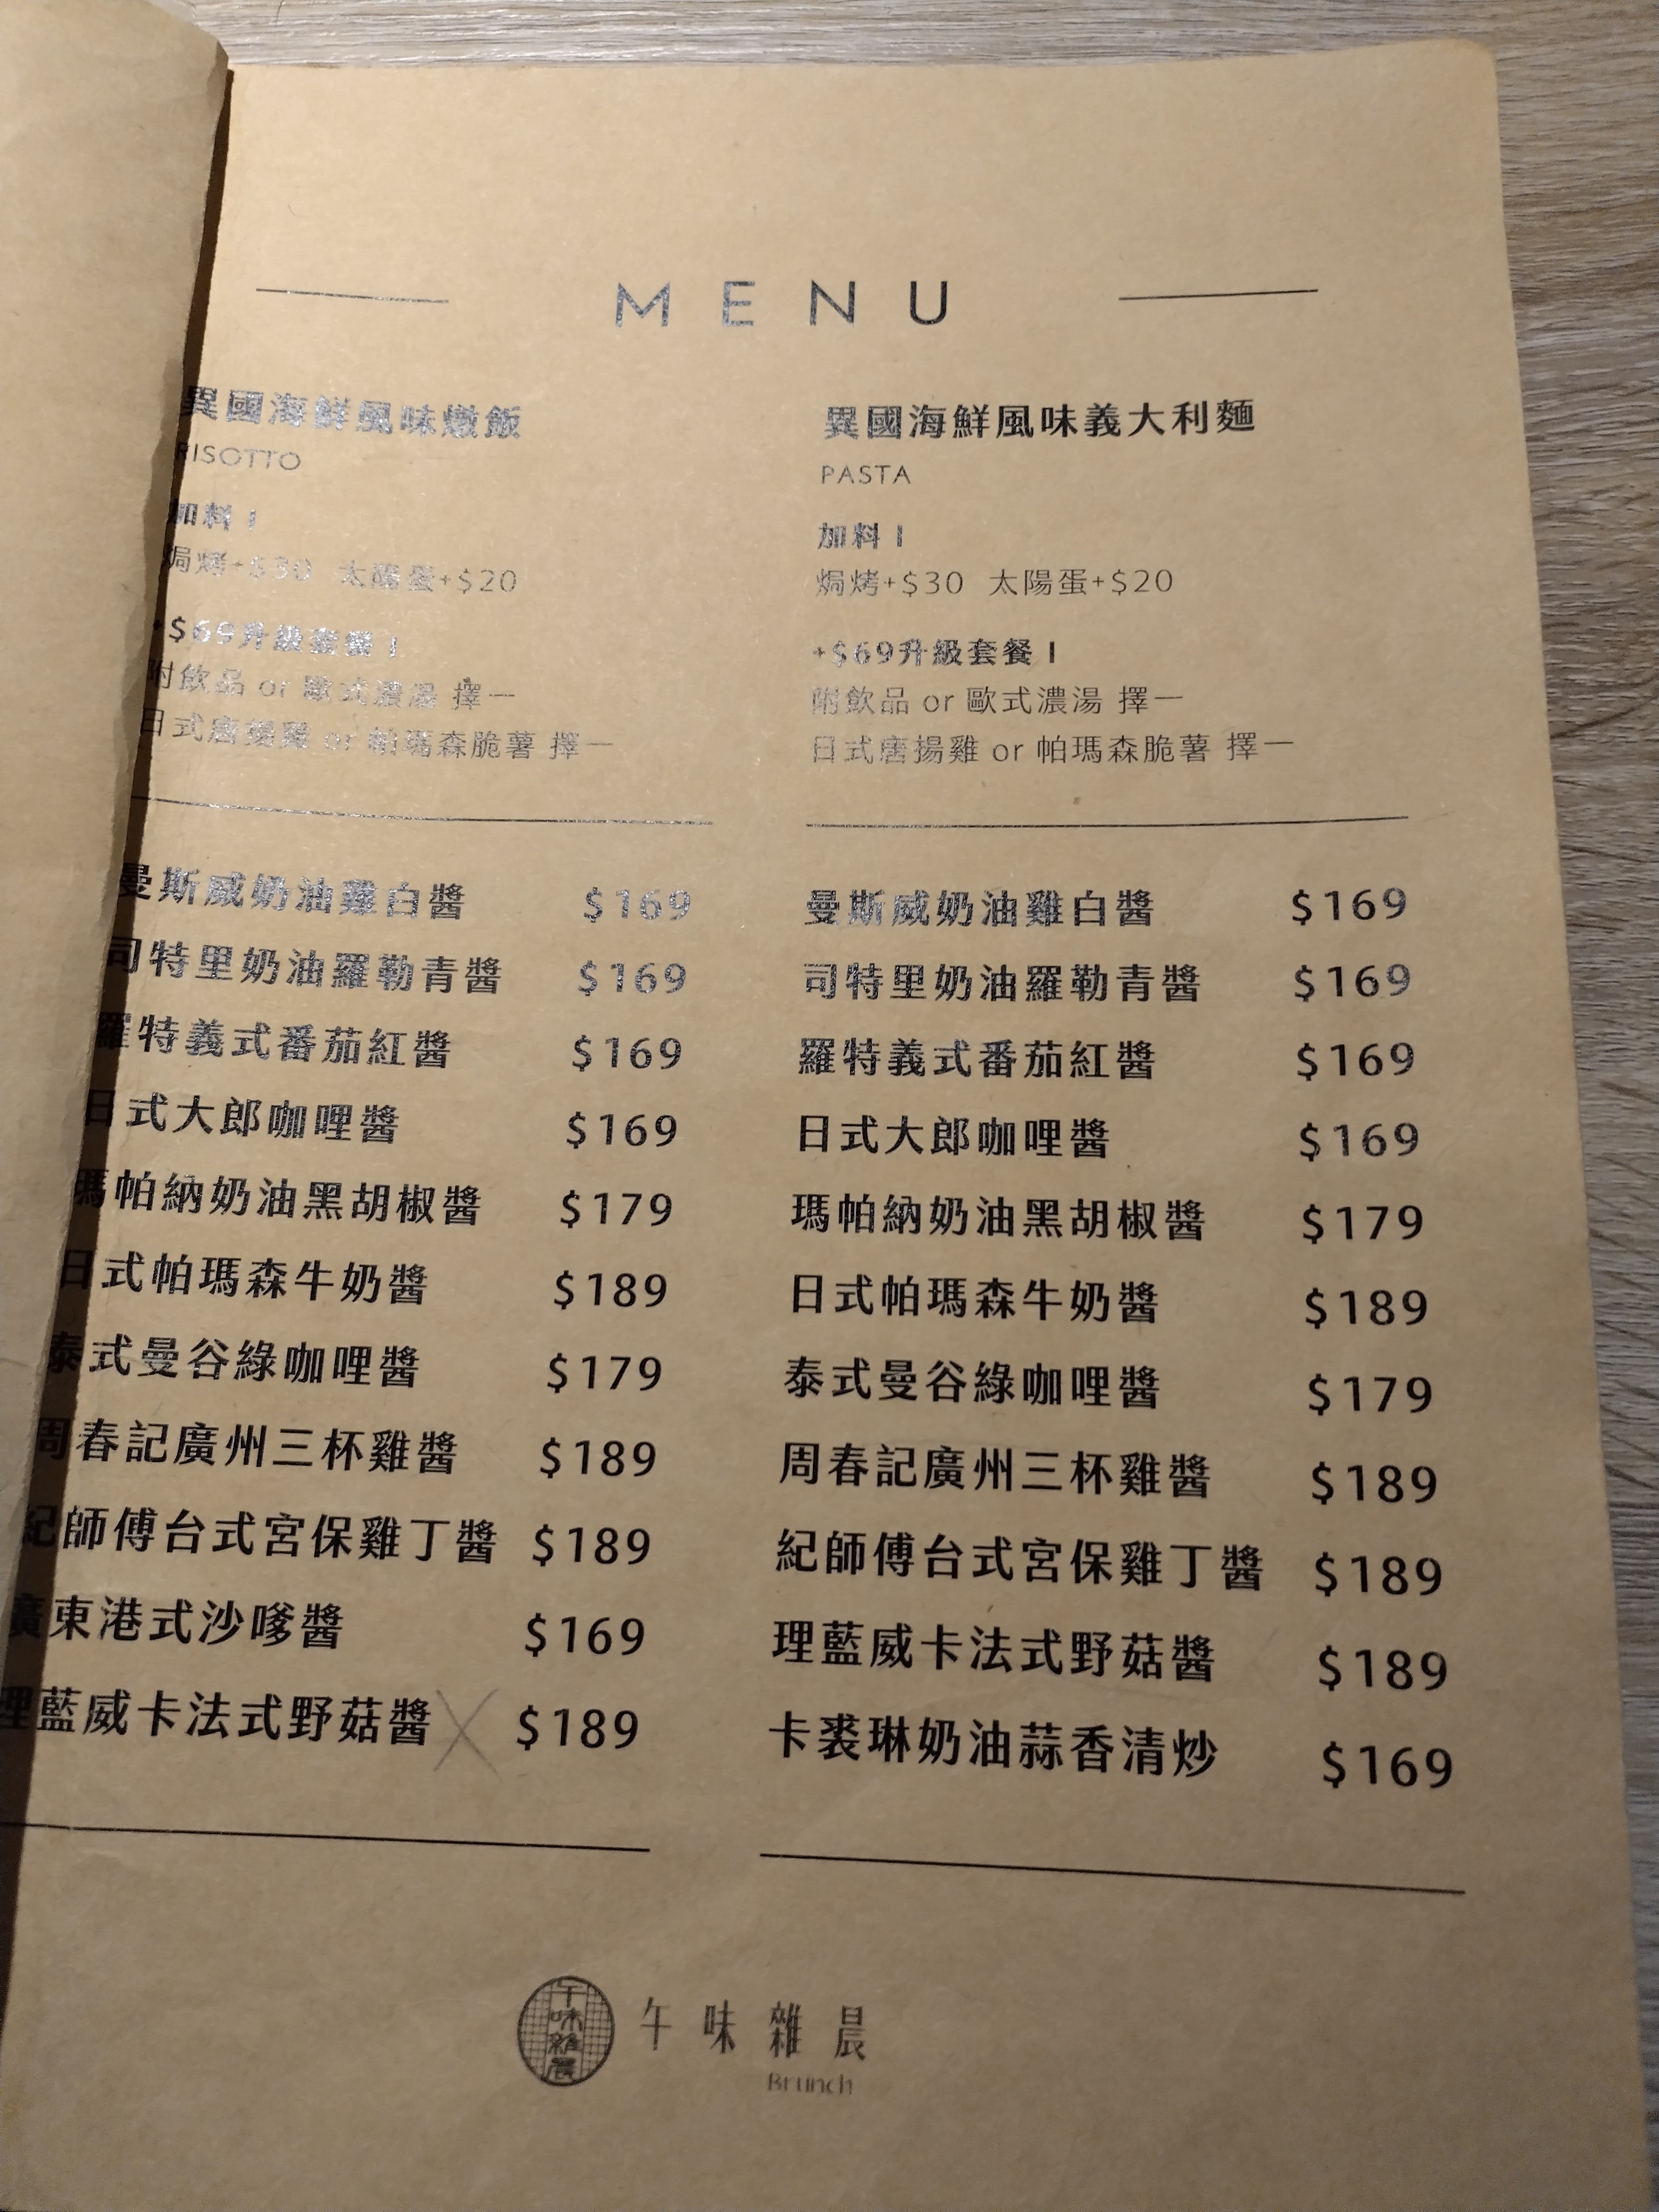 MENU
異國海鮮風味燉飯
RISOTTO
加料 |
焗烤+$30 太陽蛋+$20
+$69升級套餐 |
附飲品 or 歐式濃湯 擇一
日式唐揚雞 or 帕瑪森脆薯 擇一
曼斯威奶油雞白醬 $169
司特里奶油羅勒青醬 $169
羅特義式番茄紅醬 $169
日式大郎咖哩醬 $169
瑪帕納奶油黑胡椒醬 $179
日式帕瑪森牛奶醬 $189
泰式曼谷綠咖哩醬 $179
周春記廣州三杯雞醬 $189
紀師傅台式宮保雞丁醬 $189
廣東港式沙嗲醬 $169
理藍威卡法式野菇醬 $189
異國海鮮風味義大利麵
PASTA
加料 |
焗烤+$30 太陽蛋+$20
+$69升級套餐 |
附飲品 or 歐式濃湯 擇一
日式唐揚雞 or 帕瑪森脆薯 擇一
曼斯威奶油雞白醬 $169
司特里奶油羅勒青醬 $169
羅特義式番茄紅醬 $169
日式大郎咖哩醬 $169
瑪帕納奶油黑胡椒醬 $179
日式帕瑪森牛奶醬 $189
泰式曼谷綠咖哩醬 $179
周春記廣州三杯雞醬 $189
紀師傅台式宮保雞丁醬 $189
理藍威卡法式野菇醬 $189
卡裘琳奶油蒜香清炒 $169
午味雜晨
午味雜晨
Brunch